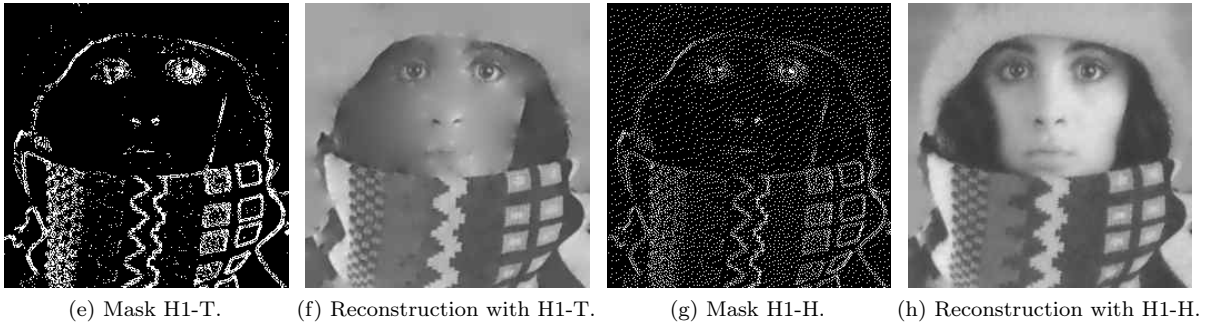 (e) Mask H1-T.
(f) Reconstruction with H1-T.
(g) Mask H1-H.
(h) Reconstruction with H1-H.